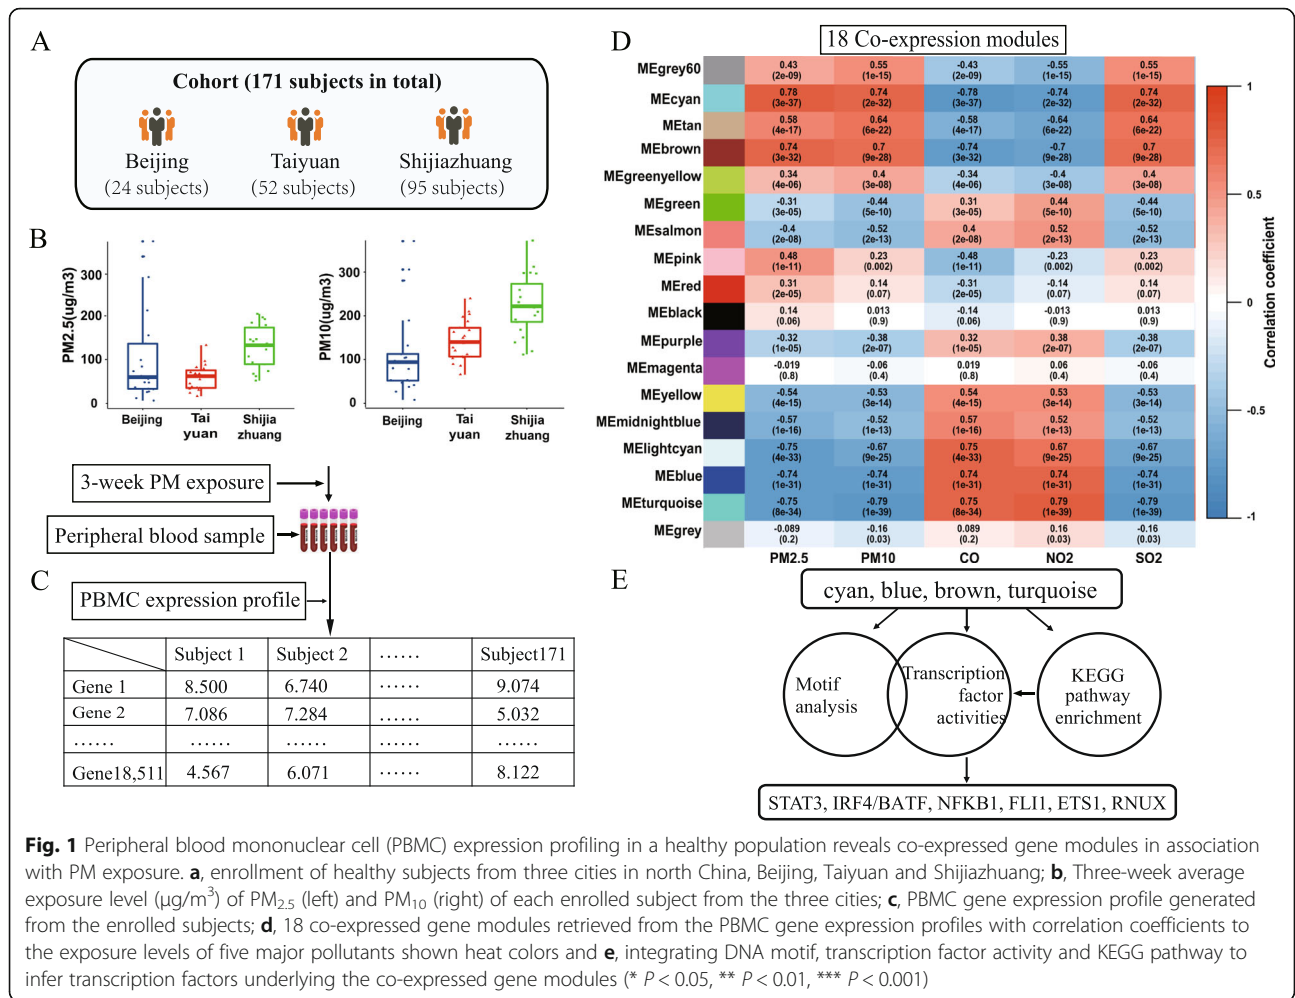 A
Cohort (171 subjects in total)
Beijing Taiyuan Shijiazhuang
(24 subjects) (52 subjects) (95 subjects)
B
PM2.5(ug/m3)
300
200
100
0
Beijing Tai yuan Shijia zhuang
PM10(ug/m3)
300
200
100
0
Beijing Tai yuan Shijia zhuang
3-week PM exposure
Peripheral blood sample
C
PBMC expression profile
Subject 1 Subject 2 ...... Subject171
Gene 1 8.500 6.740 ...... 9.074
Gene 2 7.086 7.284 ...... 5.032
...... ...... ...... ...... ......
Gene18,511 4.567 6.071 ...... 8.122
D
18 Co-expression modules
MEgrey60 0.43 (2e-09) 0.55 (1e-15) -0.43 (2e-09) -0.55 (1e-15) 0.55 (1e-15)
MEcyan 0.78 (3e-37) 0.74 (2e-32) -0.78 (3e-37) -0.74 (2e-32) 0.74 (2e-32)
MEtan 0.58 (4e-17) 0.64 (6e-22) -0.58 (4e-17) -0.64 (6e-22) 0.64 (6e-22)
MEbrown 0.74 (3e-32) 0.7 (9e-28) -0.74 (3e-32) -0.7 (9e-28) 0.7 (9e-28)
MEgreenyellow 0.34 (4e-06) 0.4 (3e-08) -0.34 (4e-06) -0.4 (3e-08) 0.4 (3e-08)
MEgreen -0.31 (3e-05) -0.44 (5e-10) 0.31 (3e-05) 0.44 (5e-10) -0.44 (5e-10)
MEsalmon -0.4 (2e-08) -0.52 (2e-13) 0.4 (2e-08) 0.52 (2e-13) -0.52 (2e-13)
MEpink 0.48 (1e-11) 0.23 (0.002) -0.48 (1e-11) -0.23 (0.002) 0.23 (0.002)
MEred 0.31 (2e-05) 0.14 (0.07) -0.31 (2e-05) -0.14 (0.07) 0.14 (0.07)
MEblack 0.14 (0.06) 0.013 (0.9) -0.14 (0.06) -0.013 (0.9) 0.013 (0.9)
MEpurple -0.32 (1e-05) -0.38 (2e-07) 0.32 (1e-05) 0.38 (2e-07) -0.38 (2e-07)
MEmagenta -0.019 (0.8) -0.06 (0.4) 0.019 (0.8) 0.06 (0.4) -0.06 (0.4)
MEyellow -0.54 (4e-15) -0.53 (3e-14) 0.54 (4e-15) 0.53 (3e-14) -0.53 (3e-14)
MEmidnightblue -0.57 (1e-16) -0.52 (1e-13) 0.57 (1e-16) 0.52 (1e-13) -0.52 (1e-13)
MElightcyan -0.75 (4e-33) -0.67 (9e-25) 0.75 (4e-33) 0.67 (9e-25) -0.67 (9e-25)
MEblue -0.74 (1e-31) -0.74 (1e-31) 0.74 (1e-31) 0.74 (1e-31) -0.74 (1e-31)
MEturquoise -0.75 (8e-34) -0.79 (1e-39) 0.75 (8e-34) 0.79 (1e-39) -0.79 (1e-39)
MEgrey -0.089 (0.2) -0.16 (0.03) 0.089 (0.2) 0.16 (0.03) -0.16 (0.03)
PM2.5 PM10 CO NO2 SO2
1
0.5
0
-0.5
-1
Correlation coefficient
E
cyan, blue, brown, turquoise
Motif analysis
Transcription factor activities
KEGG pathway enrichment
STAT3, IRF4/BATF, NFKB1, FLI1, ETS1, RNUX
Fig. 1 Peripheral blood mononuclear cell (PBMC) expression profiling in a healthy population reveals co-expressed gene modules in association
with PM exposure. a, enrollment of healthy subjects from three cities in north China, Beijing, Taiyuan and Shijiazhuang; b, Three-week average
exposure level (μg/m³) of PM₂.₅ (left) and PM₁₀ (right) of each enrolled subject from the three cities; c, PBMC gene expression profile generated
from the enrolled subjects; d, 18 co-expressed gene modules retrieved from the PBMC gene expression profiles with correlation coefficients to
the exposure levels of five major pollutants shown heat colors and e, integrating DNA motif, transcription factor activity and KEGG pathway to
infer transcription factors underlying the co-expressed gene modules (* P < 0.05, ** P < 0.01, *** P < 0.001)